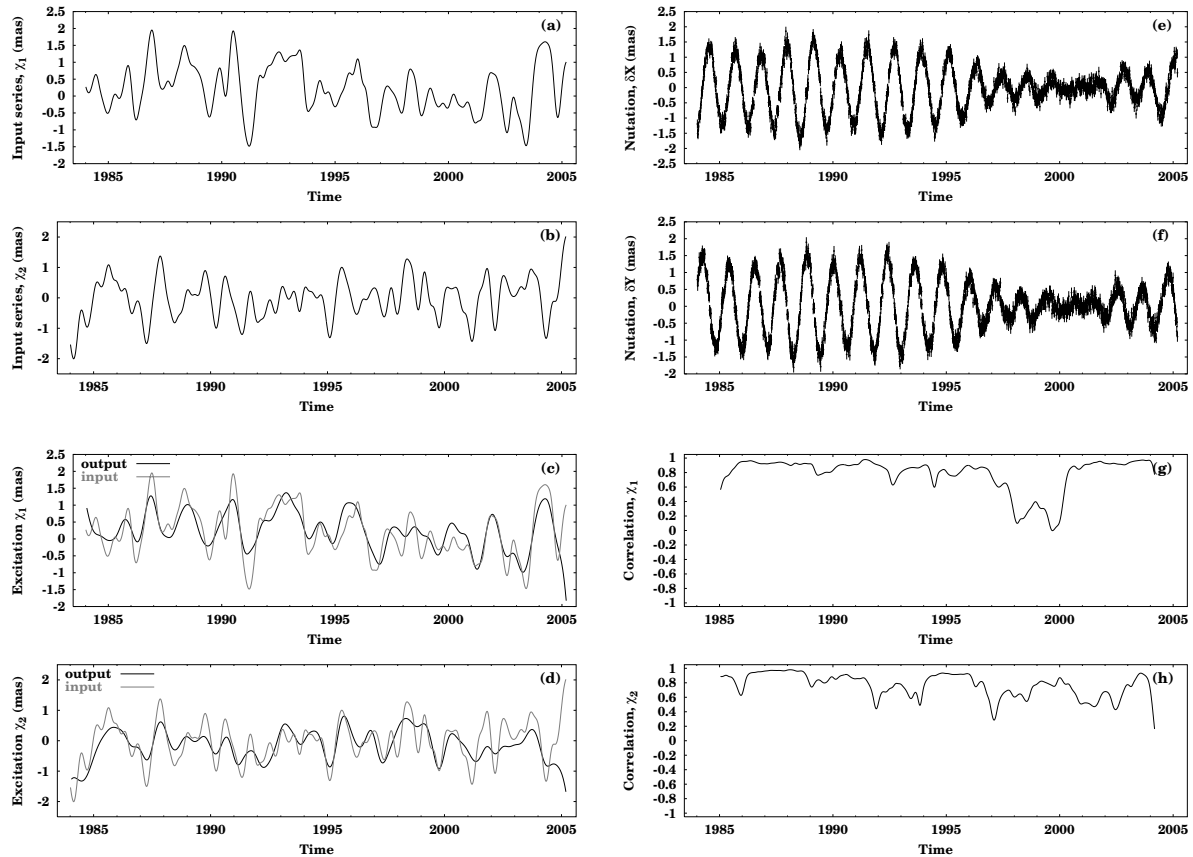 (a)
Input series, χ1 (mas)
2.5
2
1.5
1
0.5
0
-0.5
-1
-1.5
-2
1985 1990 1995 2000 2005
Time
(e)
Nutation, δX (mas)
2.5
2
1.5
1
0.5
0
-0.5
-1
-1.5
-2
-2.5
1985 1990 1995 2000 2005
Time
(b)
Input series, χ2 (mas)
2
1
0
-1
-2
1985 1990 1995 2000 2005
Time
(f)
Nutation, δY (mas)
2.5
2
1.5
1
0.5
0
-0.5
-1
-1.5
-2
1985 1990 1995 2000 2005
Time
(c)
output
input
Excitation χ1 (mas)
2.5
2
1.5
1
0.5
0
-0.5
-1
-1.5
-2
1985 1990 1995 2000 2005
Time
(g)
Correlation, χ1
1
0.8
0.6
0.4
0.2
0
0.2
0.4
0.6
0.8
1
1985 1990 1995 2000 2005
Time
(d)
output
input
Excitation χ2 (mas)
2
1
0
-1
-2
1985 1990 1995 2000 2005
Time
(h)
Correlation, χ2
1
0.8
0.6
0.4
0.2
0
0.2
0.4
0.6
0.8
1
1985 1990 1995 2000 2005
Time